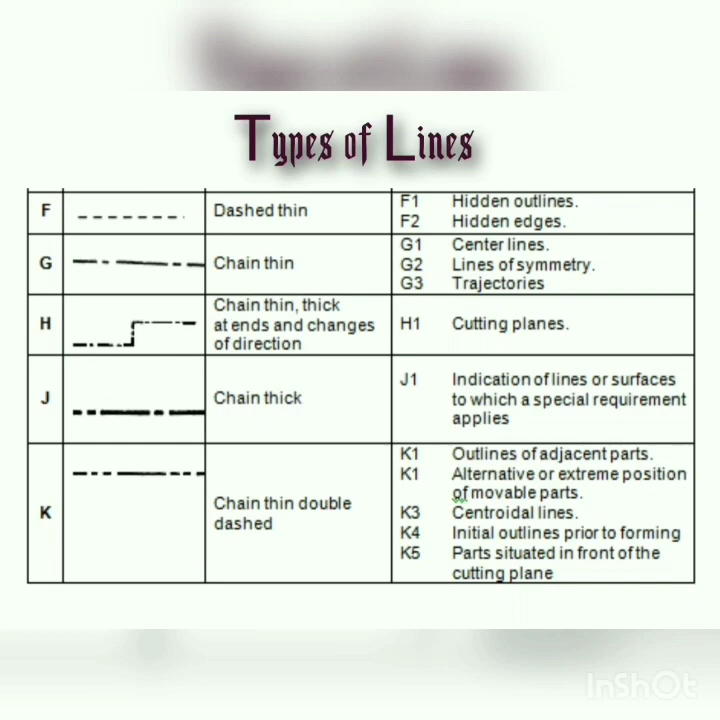 Types of Lines
F Dashed thin F1 Hidden outlines.
F2 Hidden edges.
G Chain thin G1 Center lines.
G2 Lines of symmetry.
G3 Trajectories
H Chain thin, thick
at ends and changes
of direction
H1 Cutting planes.
J Chain thick
J1 Indication of lines or surfaces
to which a special requirement
applies
K Chain thin double
dashed
K1 Outlines of adjacent parts.
K1 Alternative or extreme position
of movable parts.
K3 Centroidal lines.
K4 Initial outlines prior to forming
K5 Parts situated in front of the
cutting plane
InShOt